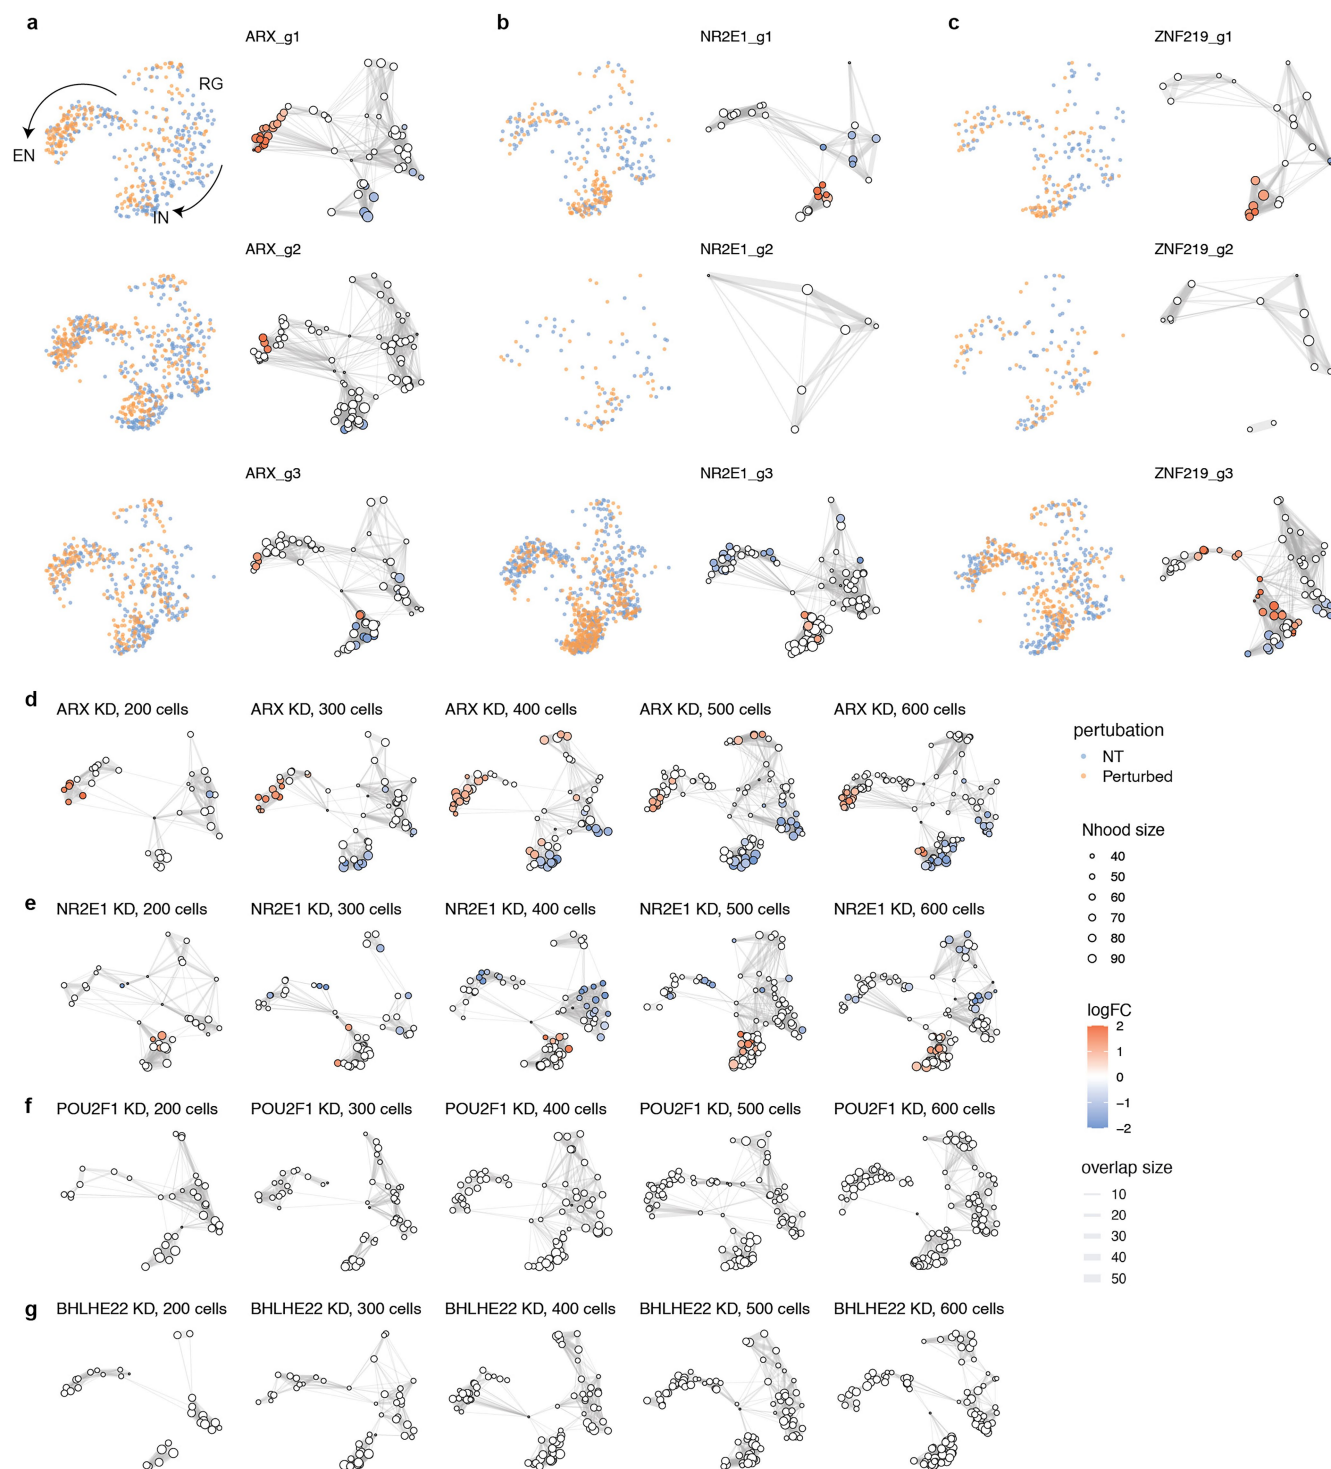 a
b
c
ARX_g1
NR2E1_g1
ZNF219_g1
RG
EN
IN
ARX_g2
NR2E1_g2
ZNF219_g2
ARX_g3
NR2E1_g3
ZNF219_g3
d
ARX KD, 200 cells
ARX KD, 300 cells
ARX KD, 400 cells
ARX KD, 500 cells
ARX KD, 600 cells
e
NR2E1 KD, 200 cells
NR2E1 KD, 300 cells
NR2E1 KD, 400 cells
NR2E1 KD, 500 cells
NR2E1 KD, 600 cells
f
POU2F1 KD, 200 cells
POU2F1 KD, 300 cells
POU2F1 KD, 400 cells
POU2F1 KD, 500 cells
POU2F1 KD, 600 cells
g
BHLHE22 KD, 200 cells
BHLHE22 KD, 300 cells
BHLHE22 KD, 400 cells
BHLHE22 KD, 500 cells
BHLHE22 KD, 600 cells
pertubation
NT
Perturbed
Nhood size
40
50
60
70
80
90
logFC
2
1
0
−1
−2
overlap size
10
20
30
40
50